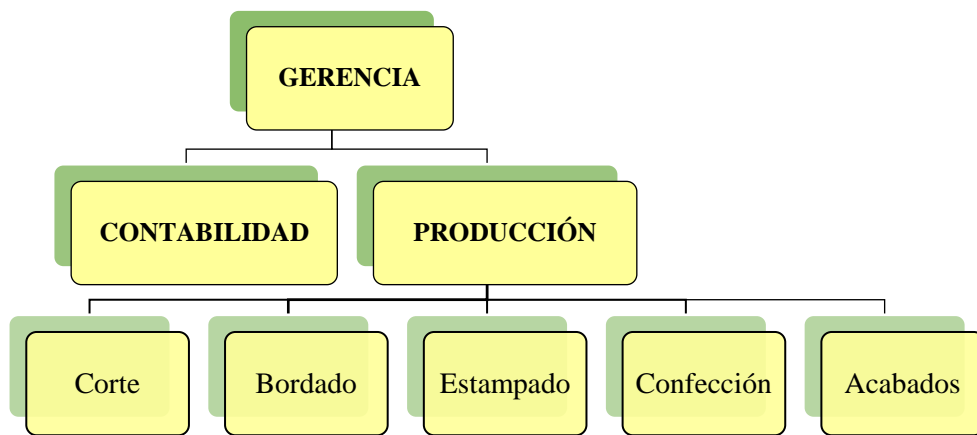 GERENCIA
CONTABILIDAD
PRODUCCIÓN
Corte
Bordado
Estampado
Confección
Acabados